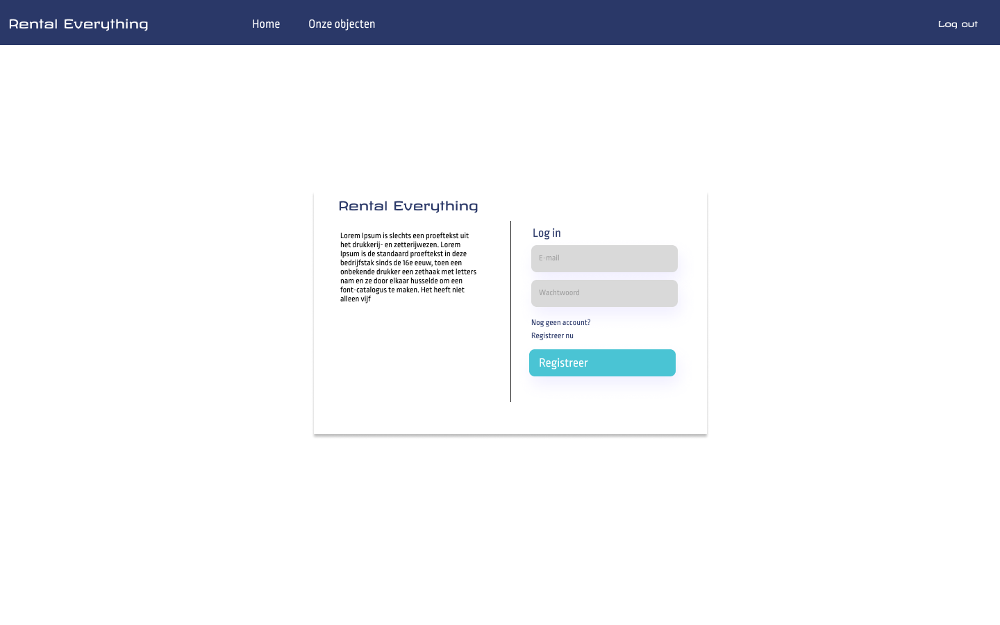 Rental Everything
Home
Onze objecten
Log out
Rental Everything
Lorem Ipsum is slechts een proeftekst uit
het drukkerij- en zetterijwezen. Lorem
Ipsum is de standaard proeftekst in deze
bedrijfstak sinds de 16e eeuw, toen een
onbekende drukker een zethaak met letters
nam en ze door elkaar husselde om een
font-catalogus te maken. Het heeft niet
alleen vijf
Log in
E-mail
Wachtwoord
Nog geen account?
Registreer nu
Registreer